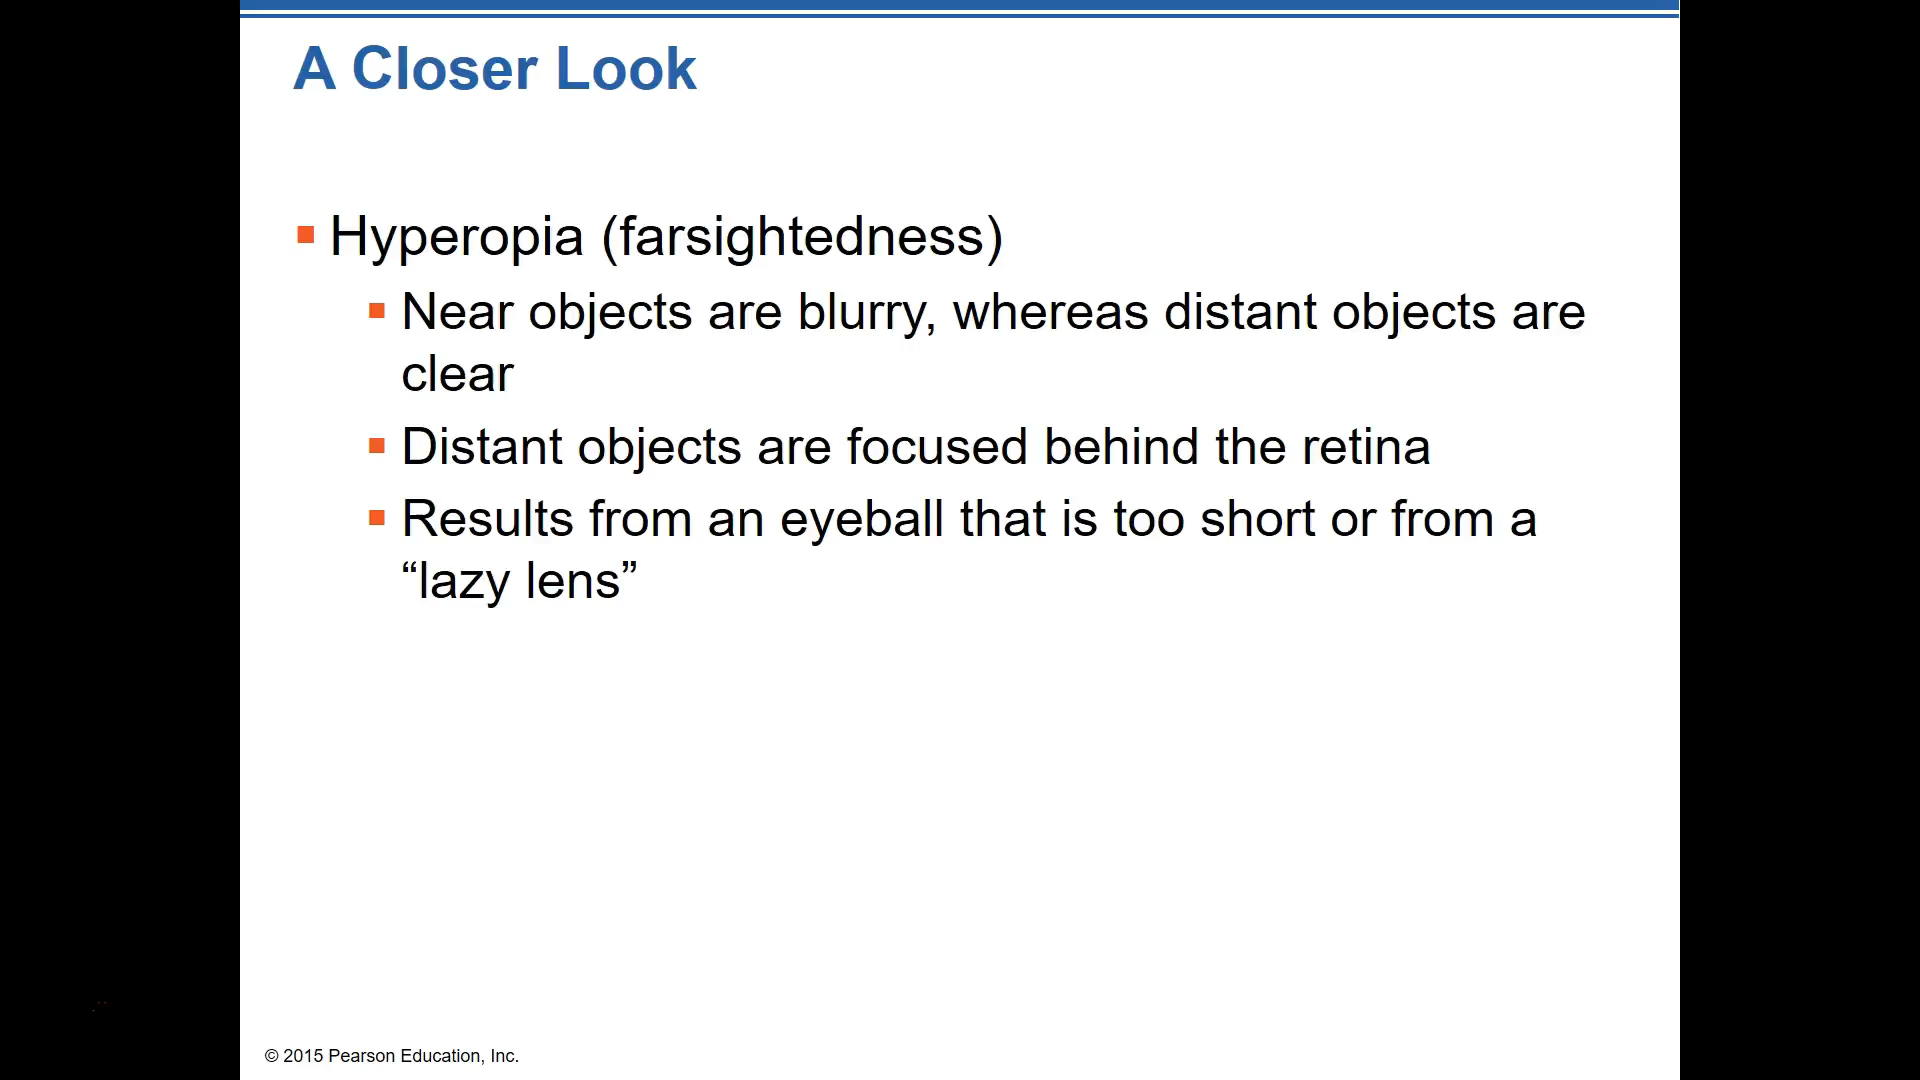 A Closer Look
▪ Hyperopia (farsightedness)
▪ Near objects are blurry, whereas distant objects are
clear
▪ Distant objects are focused behind the retina
▪ Results from an eyeball that is too short or from a
“lazy lens”
© 2015 Pearson Education, Inc.